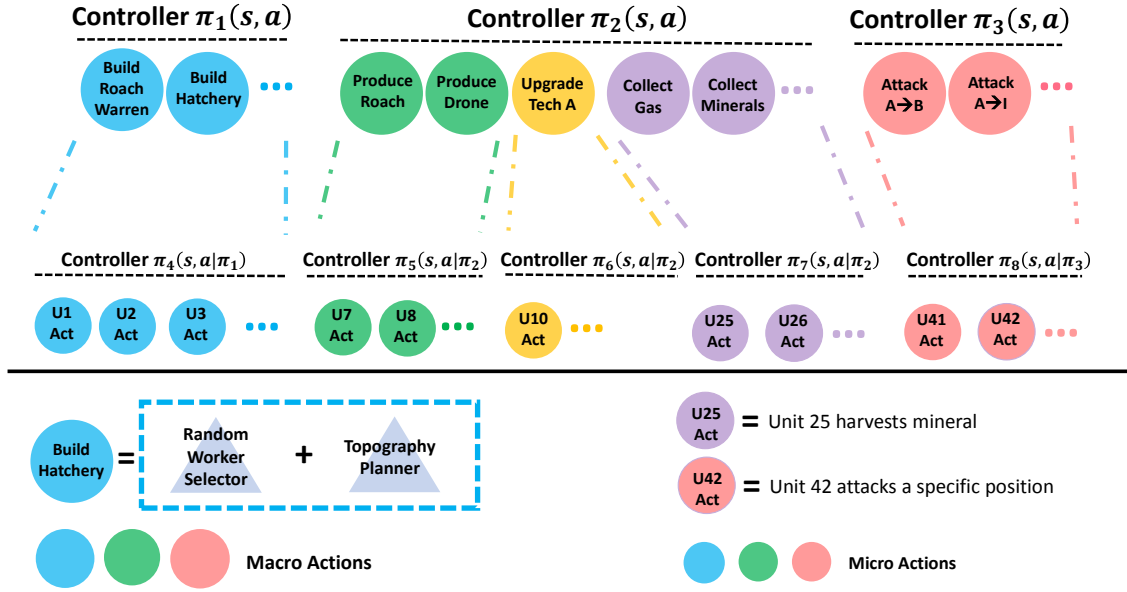 Controller π₁(s, a)
Controller π₂(s, a)
Controller π₃(s, a)
Build
Roach
Warren
Build
Hatchery
Produce
Roach
Produce
Drone
Upgrade
Tech A
Collect
Gas
Collect
Minerals
Attack
A→B
Attack
A→I
Controller π₄(s, a|π₁)
Controller π₅(s, a|π₂)
Controller π₆(s, a|π₂)
Controller π₇(s, a|π₂)
Controller π₈(s, a|π₃)
U1
Act
U2
Act
U3
Act
U7
Act
U8
Act
U10
Act
U25
Act
U26
Act
U41
Act
U42
Act
Build
Hatchery
=
Random
Worker
Selector
+
Topography
Planner
U25
Act
= Unit 25 harvests mineral
U42
Act
= Unit 42 attacks a specific position
Macro Actions
Micro Actions